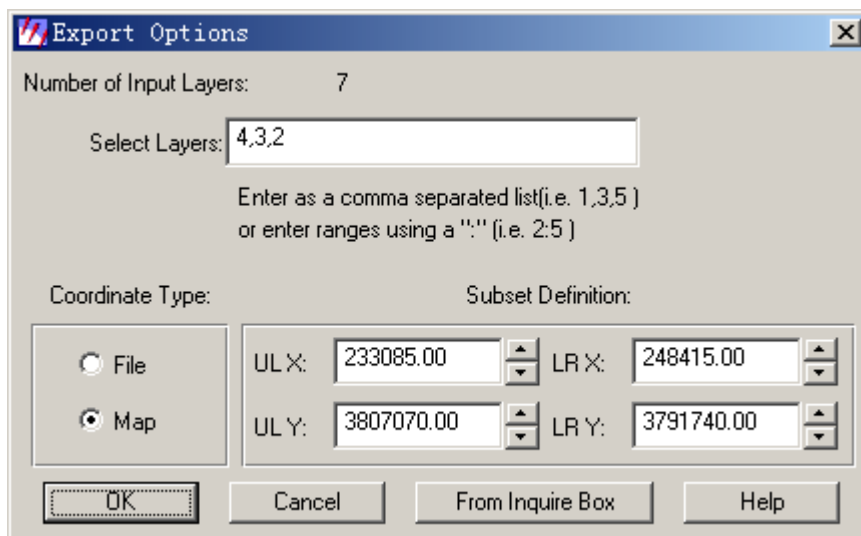 Export Options
Number of Input Layers: 7
Select Layers: 4,3,2
Enter as a comma separated list(i.e. 1,3,5 )
or enter ranges using a ":" (i.e. 2:5 )
Coordinate Type: Subset Definition:
File
Map
UL X: 233085.00 LR X: 248415.00
UL Y: 3807070.00 LR Y: 3791740.00
OK Cancel From Inquire Box Help